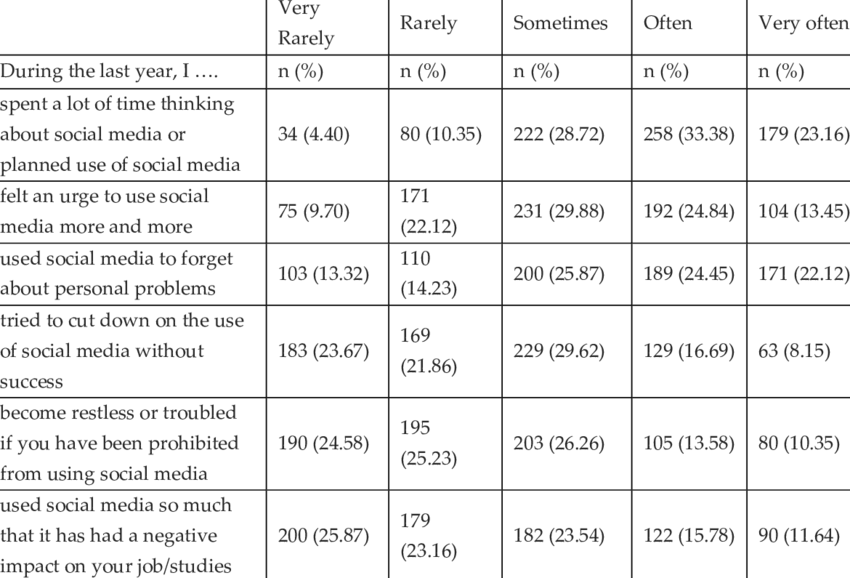 Very Rarely Rarely Sometimes Often Very often
During the last year, I …. n (%) n (%) n (%) n (%) n (%)
spent a lot of time thinking
about social media or
planned use of social media
34 (4.40) 80 (10.35) 222 (28.72) 258 (33.38) 179 (23.16)
felt an urge to use social
media more and more
75 (9.70) 171 (22.12) 231 (29.88) 192 (24.84) 104 (13.45)
used social media to forget
about personal problems
103 (13.32) 110 (14.23) 200 (25.87) 189 (24.45) 171 (22.12)
tried to cut down on the use
of social media without
success
183 (23.67) 169 (21.86) 229 (29.62) 129 (16.69) 63 (8.15)
become restless or troubled
if you have been prohibited
from using social media
190 (24.58) 195 (25.23) 203 (26.26) 105 (13.58) 80 (10.35)
used social media so much
that it has had a negative
impact on your job/studies
200 (25.87) 179 (23.16) 182 (23.54) 122 (15.78) 90 (11.64)